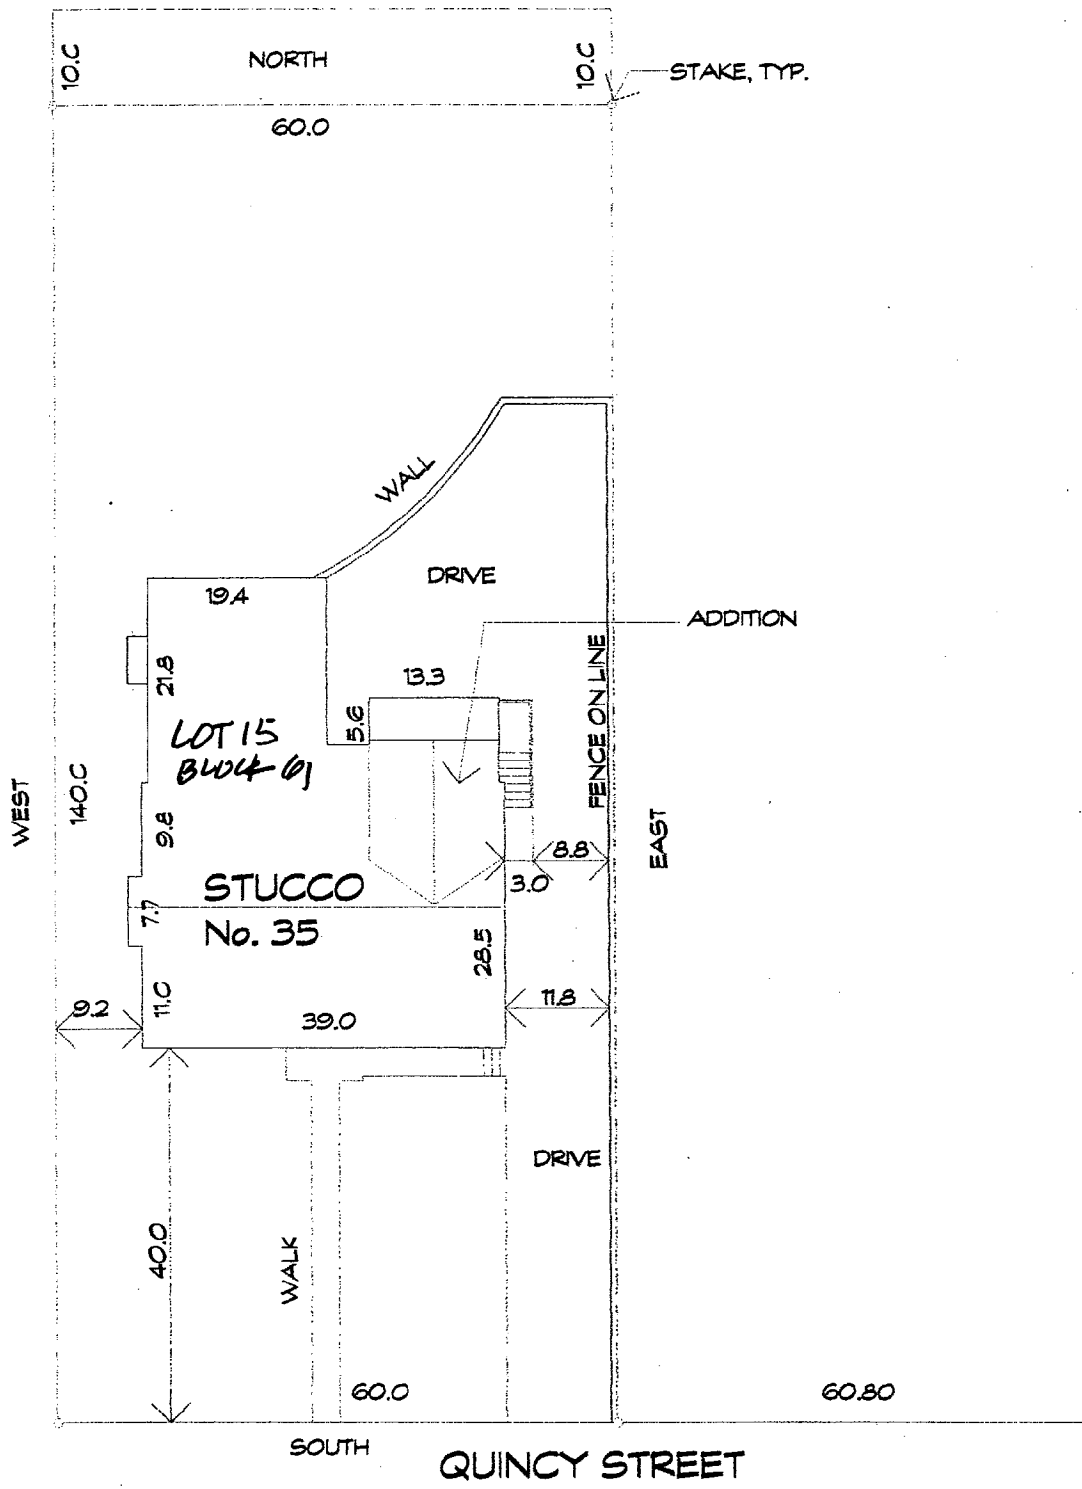 10.0
NORTH
10.0
STAKE, TYP.
60.0
WALL
DRIVE
19.4
ADDITION
21.8
13.3
5.6
FENCE ON LINE
LOT 15
BLOCK 61
WEST
140.0
9.8
EAST
8.8
3.0
STUCCO
7.7
No. 35
28.5
11.0
9.2
11.8
39.0
DRIVE
40.0
WALK
60.0
60.80
SOUTH
QUINCY STREET